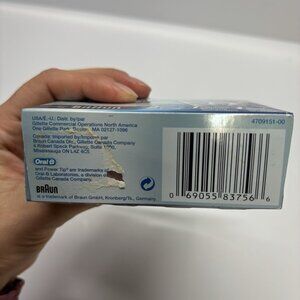 USA/E.-U.: Distr. by/par
Gillette Commercial Operations North America
One Gillette Park, Boston, MA 02127-1096
Canada: Imported by/Importé par
Braun Canada Div., Gillette Canada Company
4 Robert Speck Parkway, Suite
Mississauga ON L4Z 4C5
4709151-00
Oral-B
and Power Tip are trademarks of
Oral-B Laboratories, a division of
Gillette Canada Company
BRAUN
is a trademark of Braun GmbH, Kronberg/Ts., Germany
0 69055 83756 6